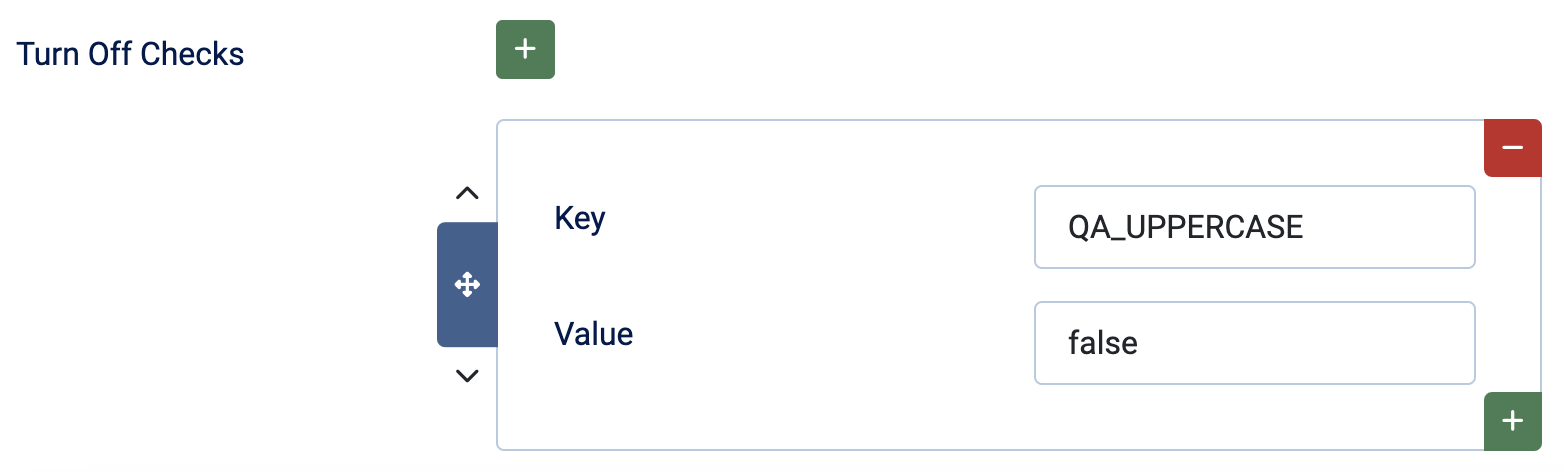 Turn Off Checks
Key
QA_UPPERCASE
Value
false